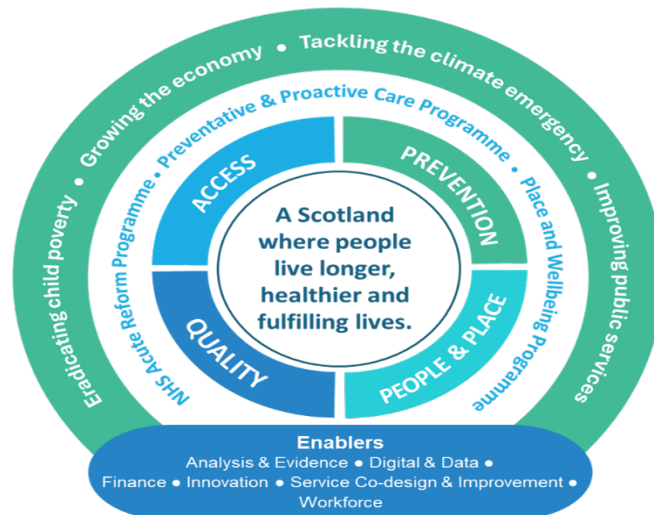 Eradicating child poverty • Growing the economy • Tackling the climate emergency • Improving public services
NHS Acute Reform Programme • Preventative & Proactive Care Programme • Place and Wellbeing Programme
ACCESS
PREVENTION
QUALITY
PEOPLE & PLACE
A Scotland
where people
live longer,
healthier and
fulfilling lives.
Enablers
Analysis & Evidence ● Digital & Data ●
Finance ● Innovation ● Service Co-design & Improvement ●
Workforce